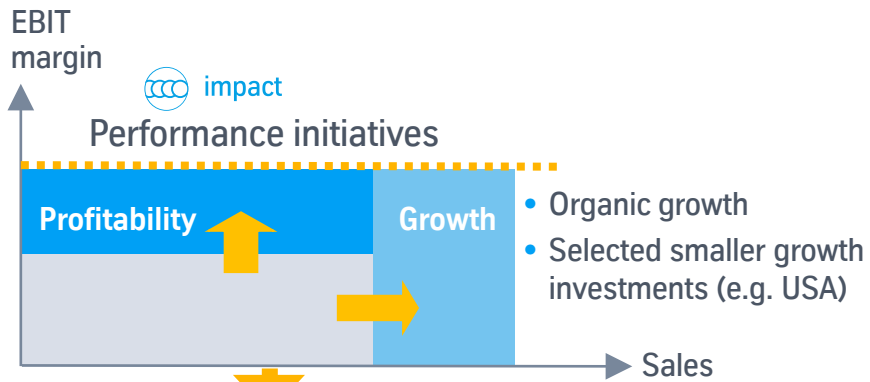 EBIT
margin
impact
Performance initiatives
Profitability
Growth
• Organic growth
• Selected smaller growth
investments (e.g. USA)
Sales